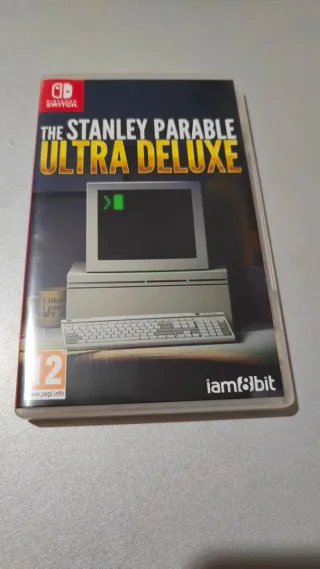 NINTENDO
SWITCH
THE STANLEY PARABLE
ULTRA DELUXE
>
12
www.pegi.info
iam8bit